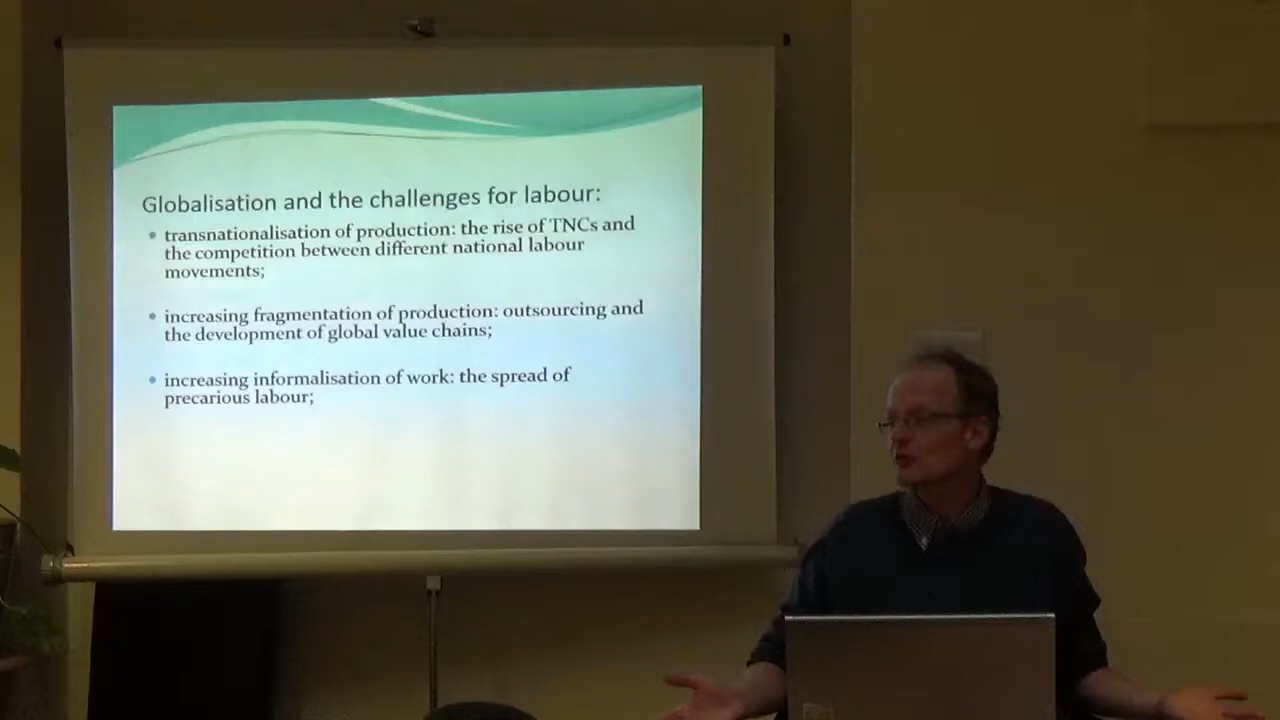 Globalisation and the challenges for labour:
transnationalisation of production: the rise of TNCs and
the competition between different national labour
movements;
increasing fragmentation of production: outsourcing and
the development of global value chains;
increasing informalisation of work: the spread of
precarious labour;